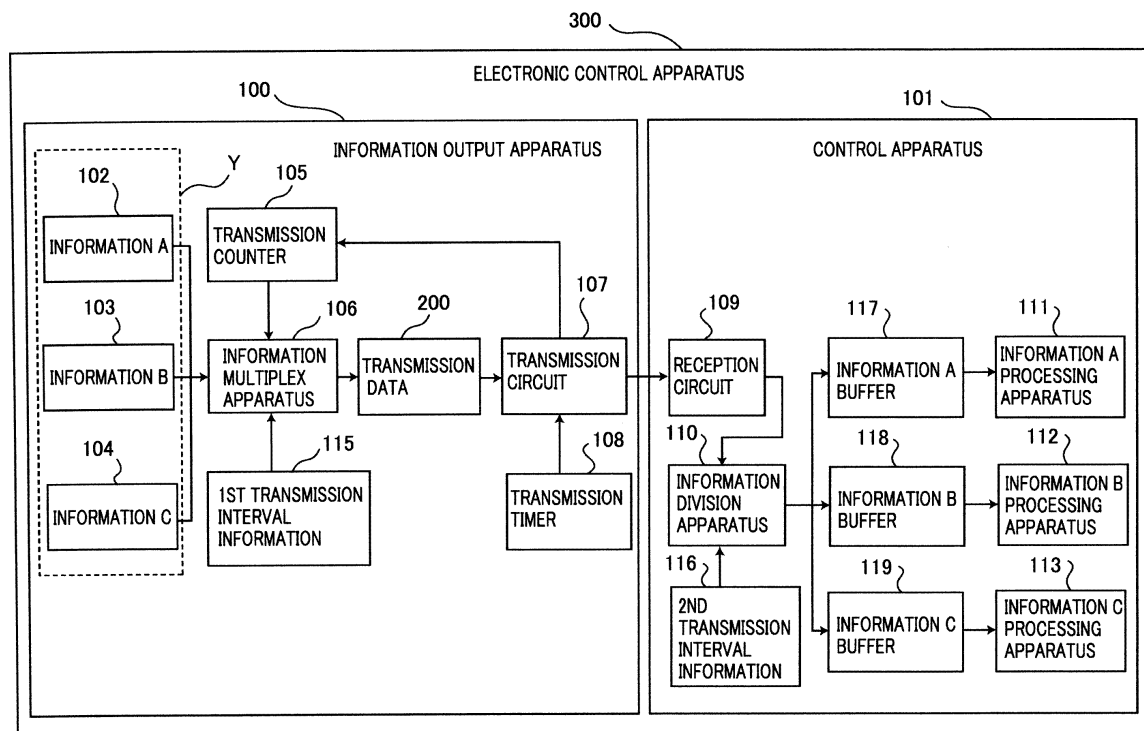 300
ELECTRONIC CONTROL APPARATUS
100
INFORMATION OUTPUT APPARATUS
Y
102
INFORMATION A
103
INFORMATION B
104
INFORMATION C
105
TRANSMISSION
COUNTER
106
INFORMATION
MULTIPLEX
APPARATUS
200
TRANSMISSION
DATA
107
TRANSMISSION
CIRCUIT
115
1ST TRANSMISSION
INTERVAL
INFORMATION
108
TRANSMISSION
TIMER
101
CONTROL APPARATUS
109
RECEPTION
CIRCUIT
110
INFORMATION
DIVISION
APPARATUS
116
2ND
TRANSMISSION
INTERVAL
INFORMATION
117
INFORMATION A
BUFFER
111
INFORMATION A
PROCESSING
APPARATUS
118
INFORMATION B
BUFFER
112
INFORMATION B
PROCESSING
APPARATUS
119
INFORMATION C
BUFFER
113
INFORMATION C
PROCESSING
APPARATUS